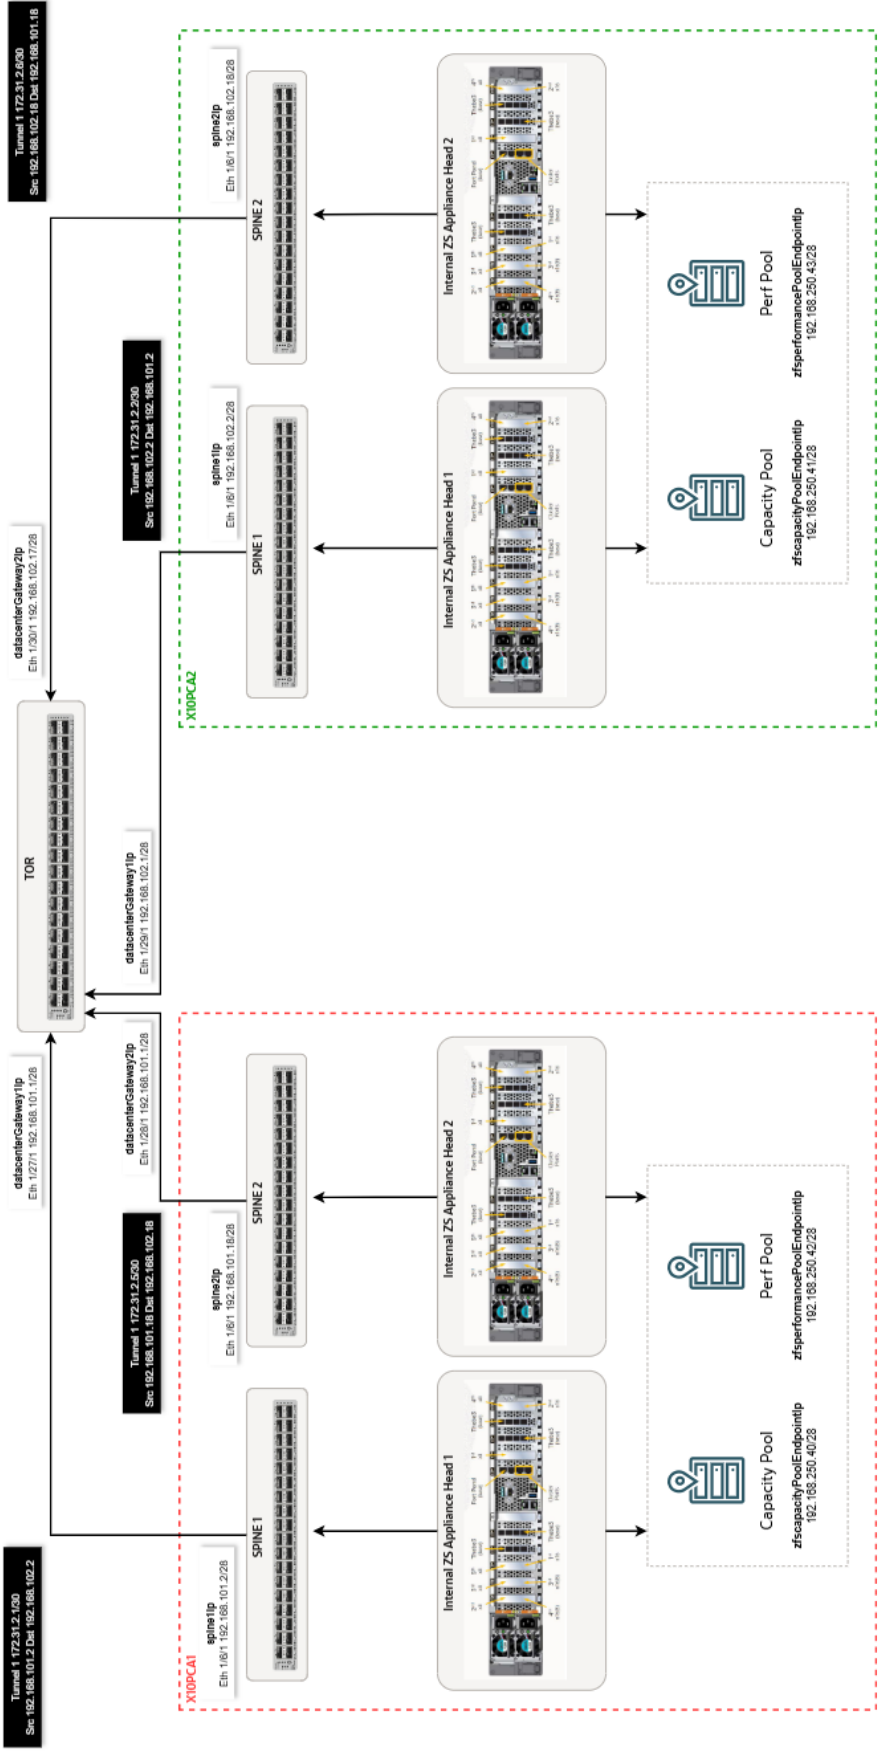 Tunnel 1 172.31.2.1/30
Src 192.168.101.2 Dst 192.168.102.2
datacenterGateway1Ip
Eth 1/27/1 192.168.101.1/28
TOR
datacenterGateway2Ip
Eth 1/30/1 192.168.102.17/28
Tunnel 1 172.31.2.6/30
Src 192.168.102.18 Dst 192.168.101.18
Tunnel 1 172.31.2.5/30
Src 192.168.101.18 Dst 192.168.102.18
datacenterGateway2Ip
Eth 1/28/1 192.168.101.1/28
datacenterGateway1Ip
Eth 1/29/1 192.168.102.1/28
Tunnel 1 172.31.2.2/30
Src 192.168.102.2 Dst 192.168.101.2
X10PCA1
spine1Ip
Eth 1/6/1 192.168.101.2/28
spine2Ip
Eth 1/6/1 192.168.101.18/28
SPINE 1
SPINE 2
Internal ZS Appliance Head 1
Internal ZS Appliance Head 2
Capacity Pool
zfscapacityPoolEndpointIp
192.168.250.40/28
Perf Pool
zfsperformancePoolEndpointIp
192.168.250.42/28
X10PCA2
spine1Ip
Eth 1/6/1 192.168.102.2/28
spine2Ip
Eth 1/6/1 192.168.102.18/28
SPINE 1
SPINE 2
Internal ZS Appliance Head 1
Internal ZS Appliance Head 2
Capacity Pool
zfscapacityPoolEndpointIp
192.168.250.41/28
Perf Pool
zfsperformancePoolEndpointIp
192.168.250.43/28